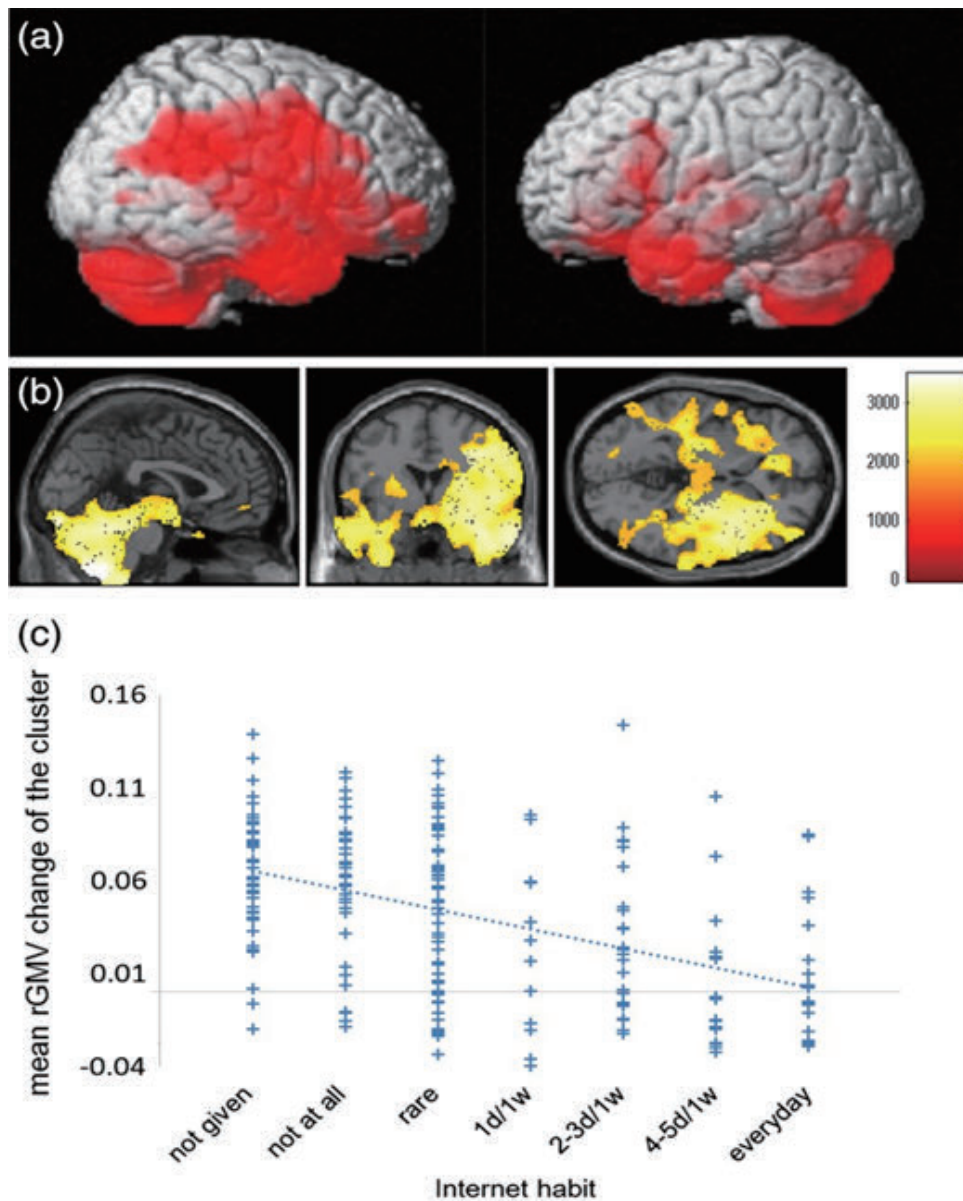 (a)
(b)
3000
2000
1000
0
(c)
mean rGMV change of the cluster
0.16
0.11
0.06
0.01
-0.04
not given
not at all
rare
1d/1w
2-3d/1w
4-5d/1w
everyday
Internet habit